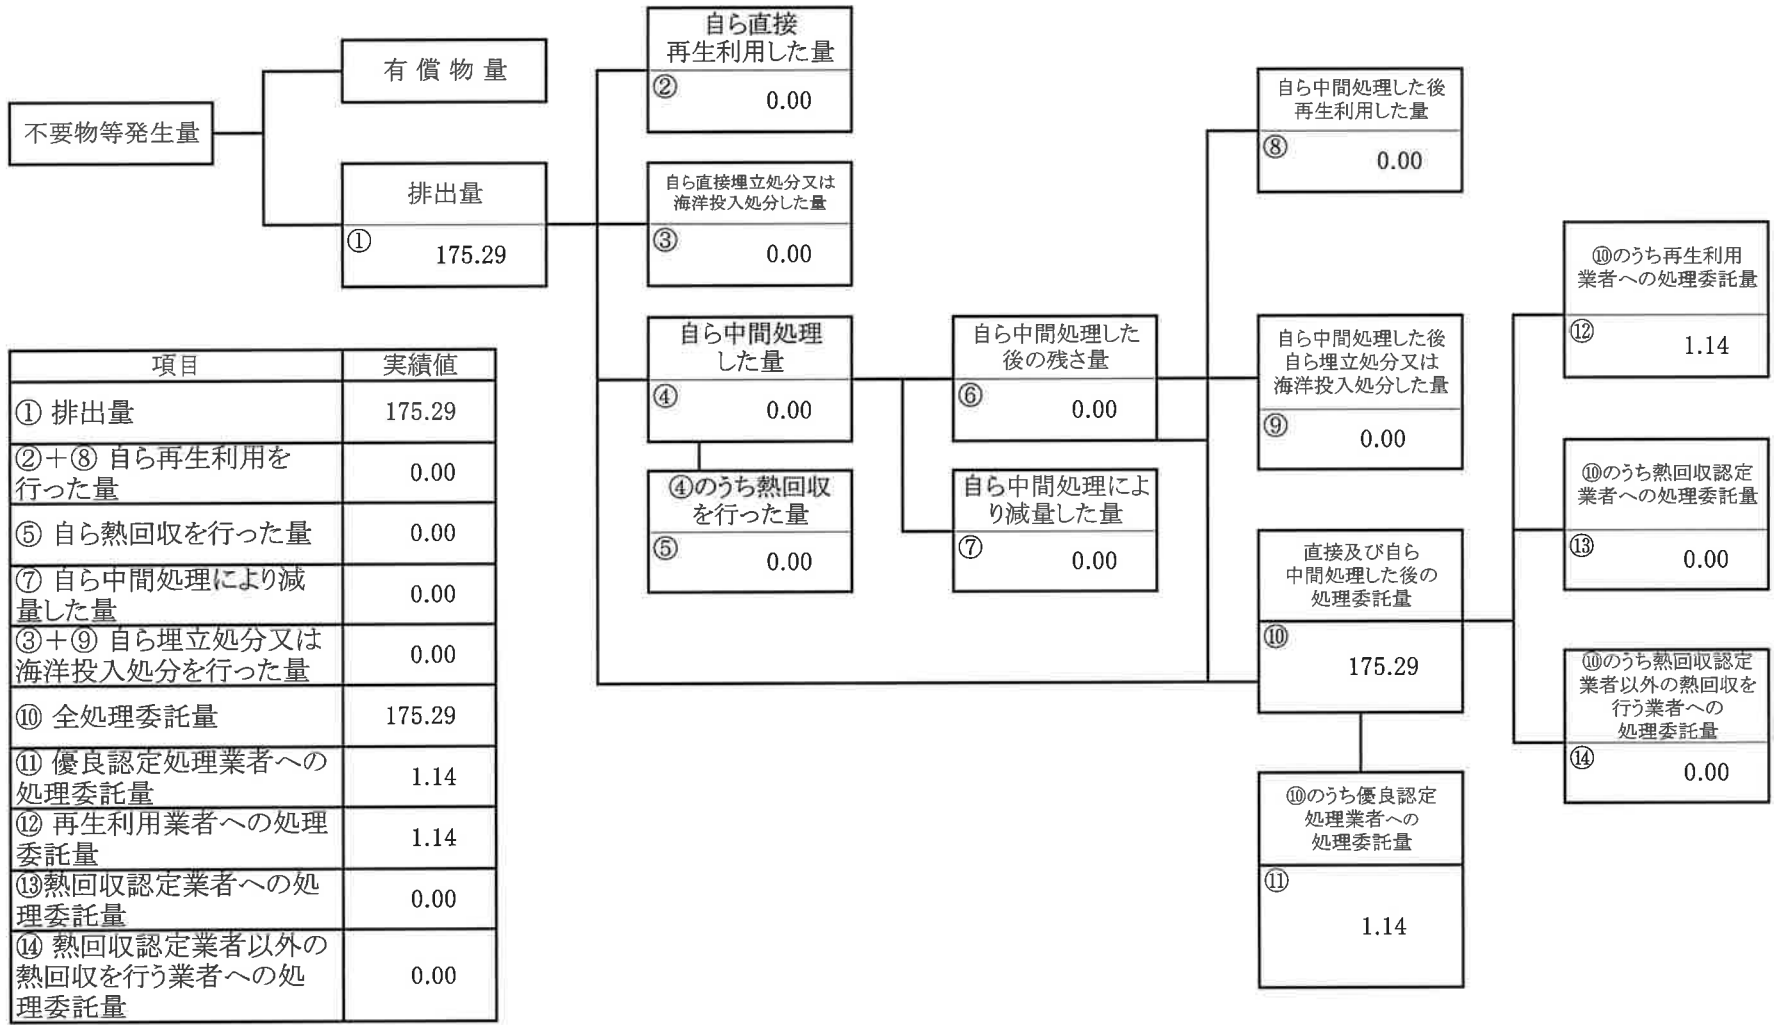 不要物等発生量
有償物量
排出量
①
175.29
自ら直接
再生利用した量
②
0.00
自ら直接埋立処分又は
海洋投入処分した量
③
0.00
自ら中間処理
した量
④
0.00
④のうち熱回収
を行った量
⑤
0.00
自ら中間処理した
後の残さ量
⑥
0.00
自ら中間処理によ
り減量した量
⑦
0.00
自ら中間処理した後
再生利用した量
⑧
0.00
自ら中間処理した後
自ら埋立処分又は
海洋投入処分した量
⑨
0.00
直接及び自ら
中間処理した後の
処理委託量
⑩
175.29
⑩のうち優良認定
処理業者への
処理委託量
⑪
1.14
⑩のうち再生利用
業者への処理委託量
⑫
1.14
⑩のうち熱回収認定
業者への処理委託量
⑬
0.00
⑩のうち熱回収認定
業者以外の熱回収を
行う業者への
処理委託量
⑭
0.00
項目 実績値
① 排出量 175.29
②＋⑧ 自ら再生利用を
行った量 0.00
⑤ 自ら熱回収を行った量 0.00
⑦ 自ら中間処理により減
量した量 0.00
③＋⑨ 自ら埋立処分又は
海洋投入処分を行った量 0.00
⑩ 全処理委託量 175.29
⑪ 優良認定処理業者への
処理委託量 1.14
⑫ 再生利用業者への処理
委託量 1.14
⑬熱回収認定業者への処
理委託量 0.00
⑭ 熱回収認定業者以外の
熱回収を行う業者への処
理委託量 0.00